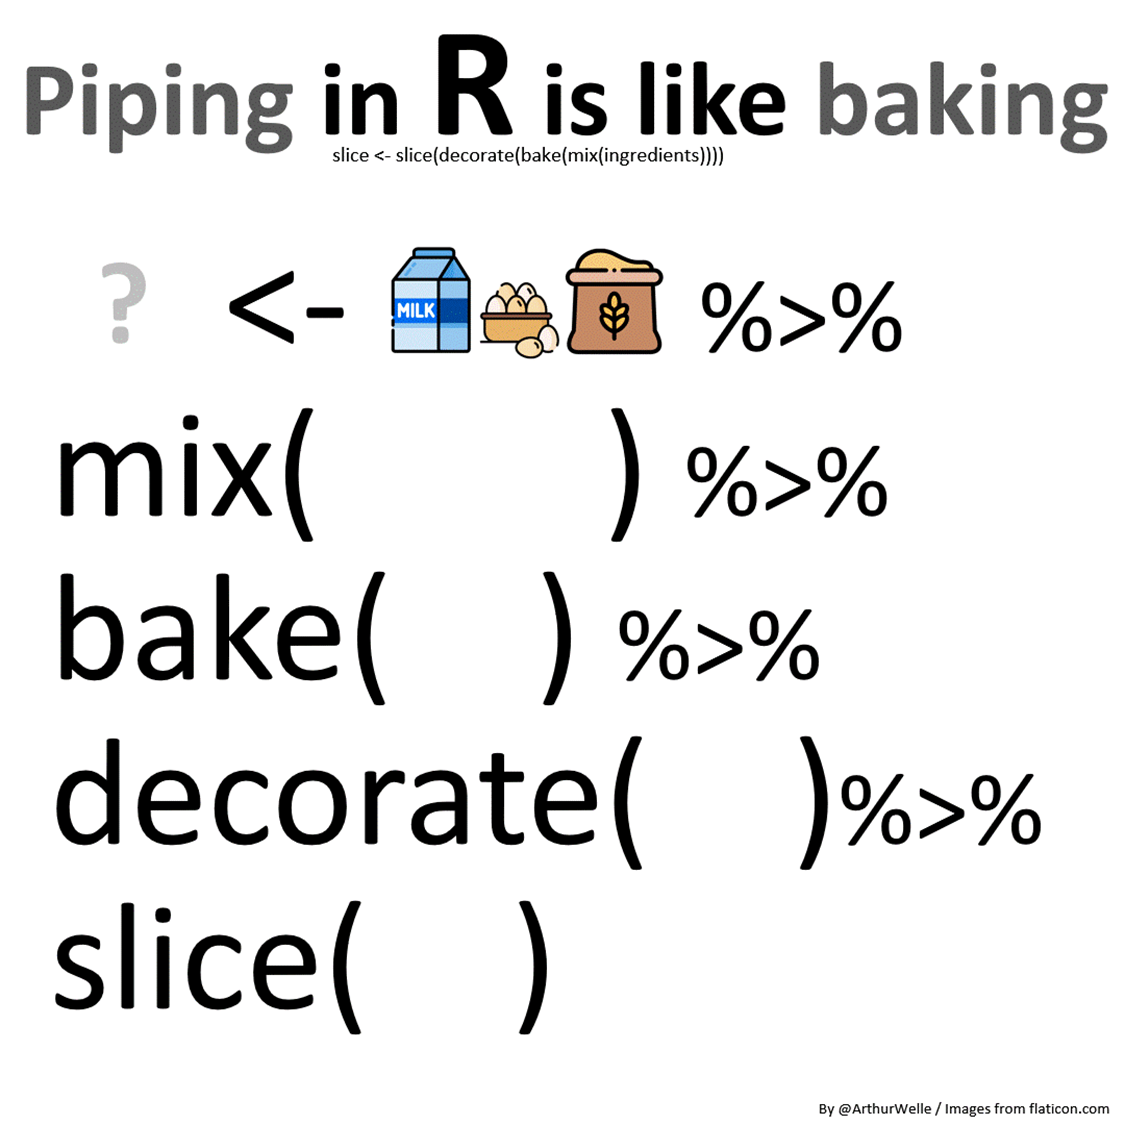 Piping in R is like baking
slice <- slice(decorate(bake(mix(ingredients))))
? <- MILK %>%
mix( ) %>%
bake( ) %>%
decorate( )%>%
slice( )
By @ArthurWelle / Images from flaticon.com